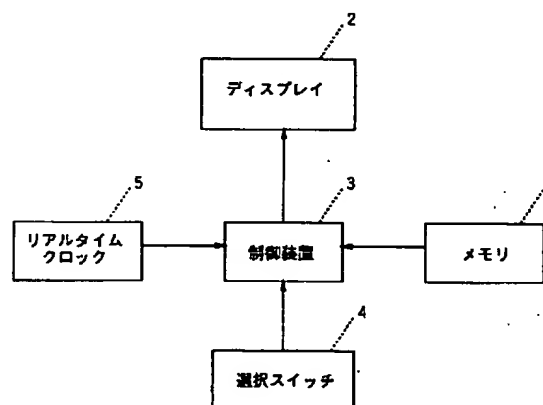 2
ディスプレイ
5
3
リアルタイム
クロック
制御装置
メモリ
4
選択スイッチ